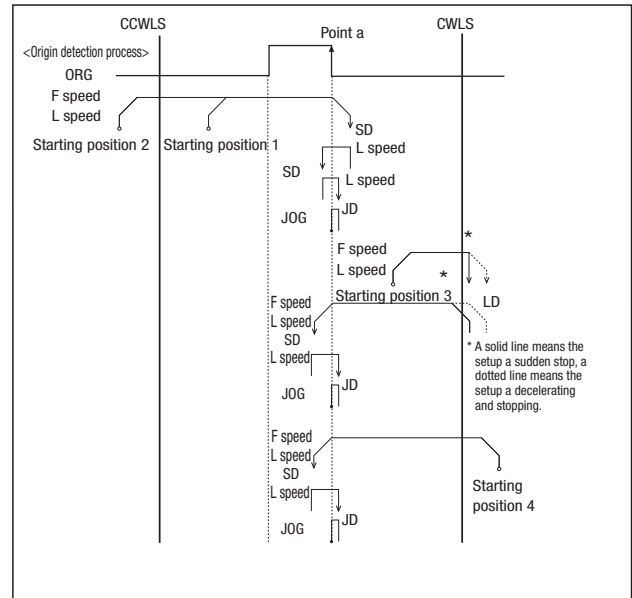 CCWLS
CWLS
Point a
<Origin detection process>
ORG
F speed
L speed
Starting position 2
Starting position 1
SD
L speed
SD
L speed
JOG
JD
*
F speed
L speed
*
Starting position 3
LD
F speed
L speed
SD
L speed
JD
JOG
* A solid line means the
setup a sudden stop, a
dotted line means the
setup a decelerating
and stopping.
F speed
L speed
SD
Starting
position 4
L speed
JD
JOG